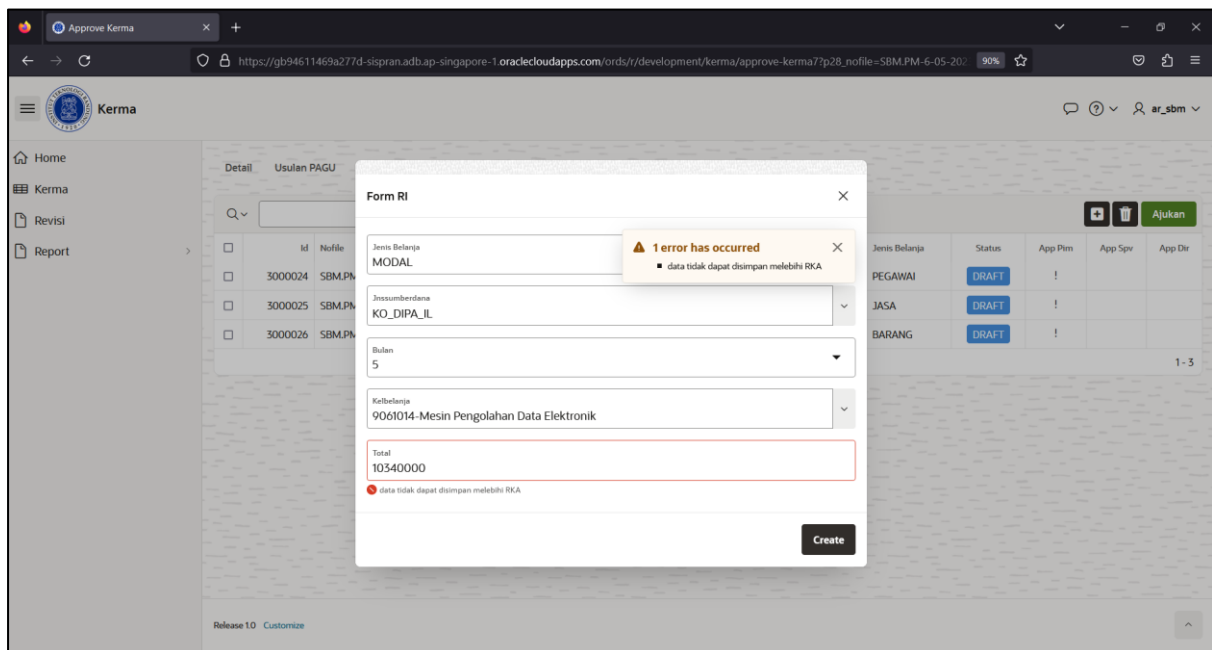 Approve Kerma
https://gb94611469a277d-sispran.adb.ap-singapore-1.oraclecloudapps.com/ords/r/development/kerma/approve-kerma7?p28_nofile=SBM.PM-6-05-202
90%
Kerma
ar_sbm
Home
Kerma
Revisi
Report
Detail Usulan PAGU
Ajukan
Id Nofile Jenis Belanja Status App Pim App Spv App Dir
3000024 SBM.PM PEGAWAI DRAFT !
3000025 SBM.PM JASA DRAFT !
3000026 SBM.PM BARANG DRAFT !
1 - 3
Form RI
1 error has occurred
data tidak dapat disimpan melebihi RKA
Jenis Belanja
MODAL
Jnssumberdana
KO_DIPA_IL
Bulan
5
Kelbelanja
9061014-Mesin Pengolahan Data Elektronik
Total
10340000
data tidak dapat disimpan melebihi RKA
Create
Release 1.0 Customize